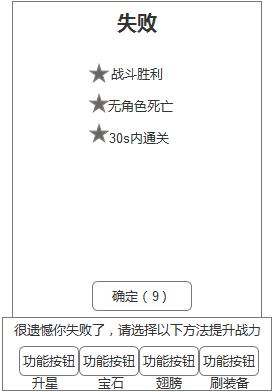 失败
战斗胜利
无角色死亡
30s内通关
确定（9）
很遗憾你失败了，请选择以下方法提升战力
功能按钮 功能按钮 功能按钮 功能按钮
升星 宝石 翅膀 刷装备